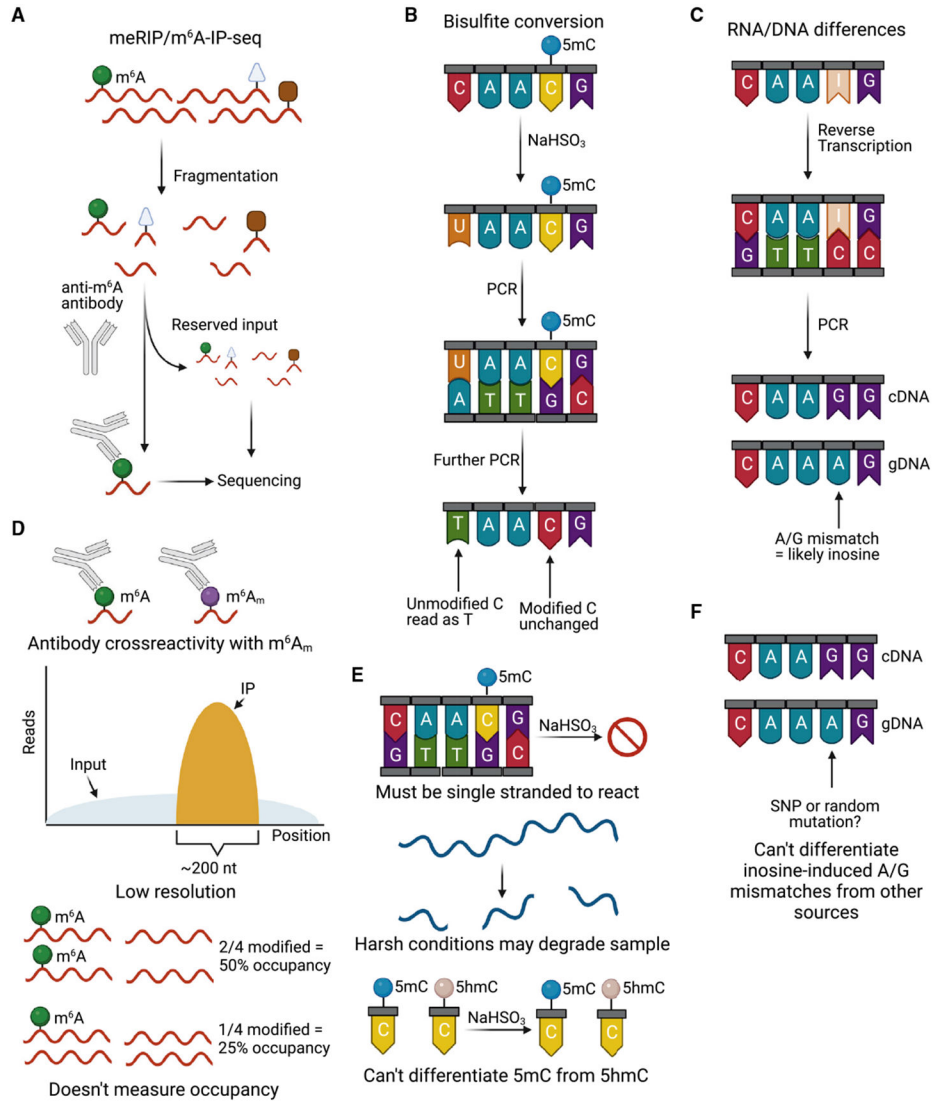 A
meRIP/m⁶A-IP-seq
m⁶A
Fragmentation
anti-m⁶A
antibody
Reserved input
Sequencing
B
Bisulfite conversion
5mC
C A A C G
NaHSO₃
5mC
U A A C G
PCR
5mC
U A A C G
A T T G C
Further PCR
T A A C G
Unmodified C
read as T
Modified C
unchanged
C
RNA/DNA differences
C A A I G
Reverse
Transcription
C A A I G
G T T C C
PCR
C A A G G cDNA
C A A A G gDNA
A/G mismatch
= likely inosine
D
m⁶A
m⁶Aₘ
Antibody crossreactivity with m⁶Aₘ
Reads
IP
Input
Position
~200 nt
Low resolution
m⁶A
m⁶A
2/4 modified =
50% occupancy
m⁶A
1/4 modified =
25% occupancy
Doesn't measure occupancy
E
5mC
C A A C G
G T T G C
NaHSO₃
Must be single stranded to react
Harsh conditions may degrade sample
5mC 5hmC 5mC 5hmC
NaHSO₃
C C C C
Can't differentiate 5mC from 5hmC
F
C A A G G cDNA
C A A A G gDNA
SNP or random
mutation?
Can't differentiate
inosine-induced A/G
mismatches from other
sources